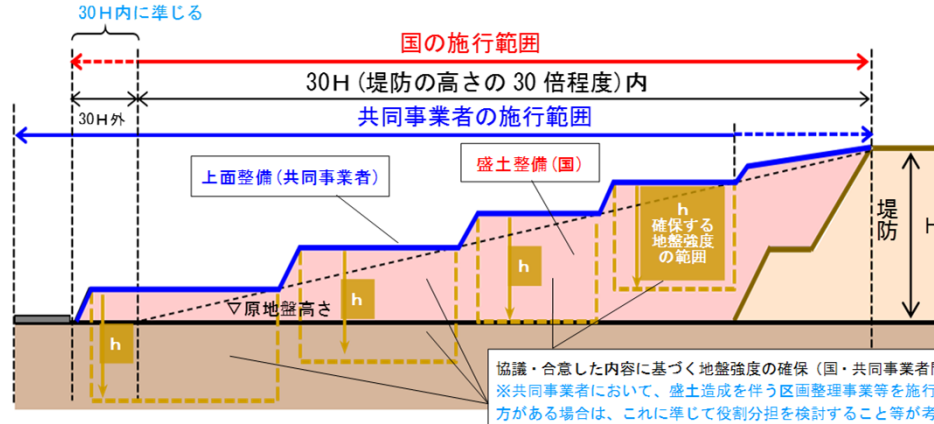 30H内に準じる
国の施行範囲
30H(堤防の高さの30倍程度)内
30H外
共同事業者の施行範囲
上面整備(共同事業者)
盛土整備(国)
h
確保する
地盤強度
の範囲
堤防
H
h
h
▽原地盤高さ
h
協議・合意した内容に基づく地盤強度の確保(国・共同事業者
※共同事業者において、盛土造成を伴う区画整理事業等を施行
方がある場合は、これに準じて役割分担を検討すること等が考